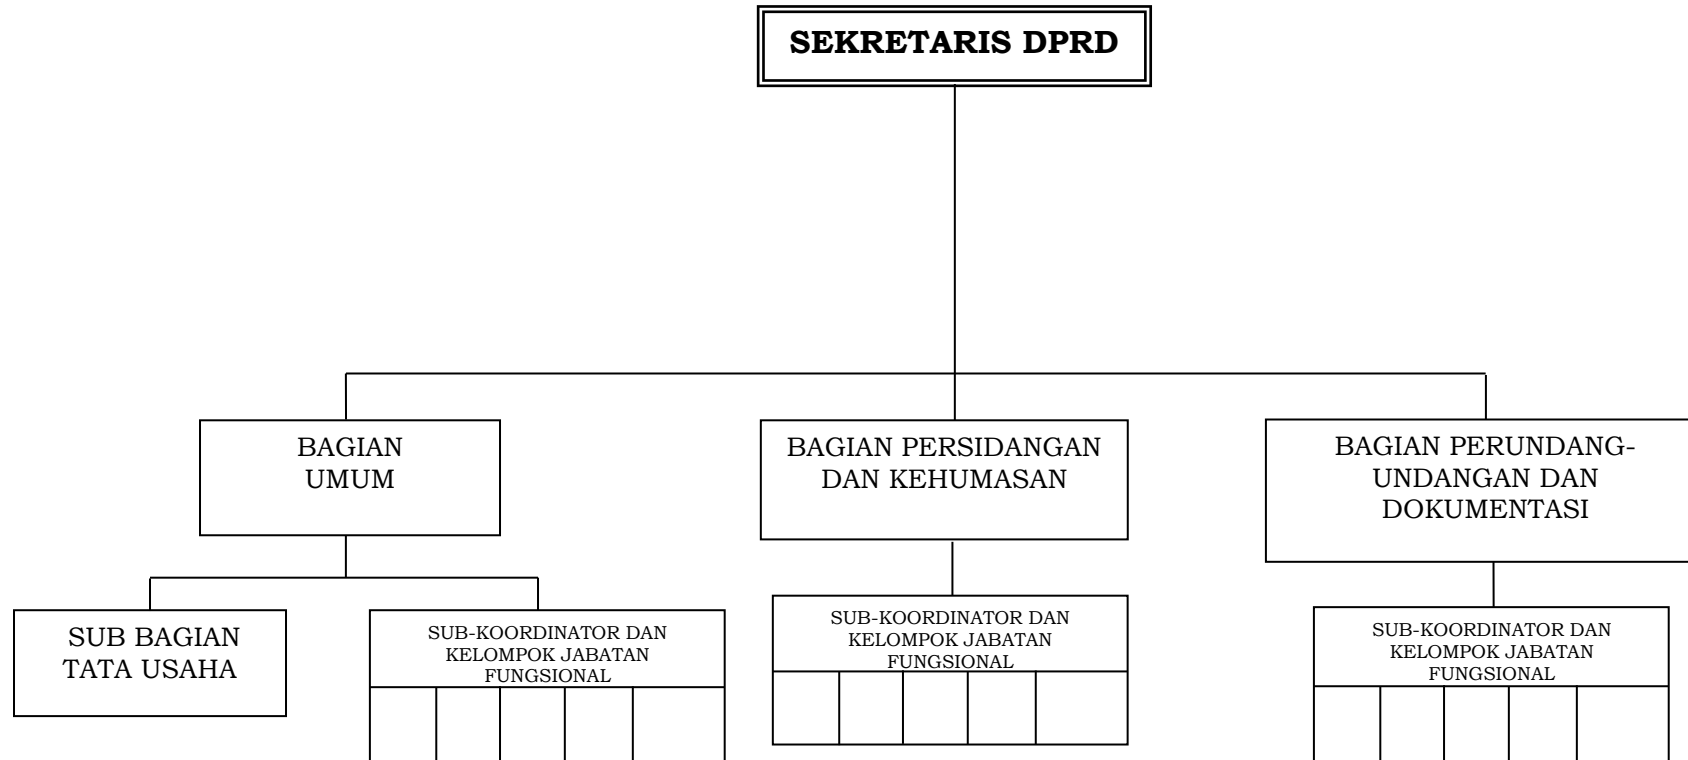 SEKRETARIS DPRD
BAGIAN
UMUM
BAGIAN PERSIDANGAN
DAN KEHUMASAN
BAGIAN PERUNDANG-
UNDANGAN DAN
DOKUMENTASI
SUB BAGIAN
TATA USAHA
SUB-KOORDINATOR DAN
KELOMPOK JABATAN
FUNGSIONAL
SUB-KOORDINATOR DAN
KELOMPOK JABATAN
FUNGSIONAL
SUB-KOORDINATOR DAN
KELOMPOK JABATAN
FUNGSIONAL